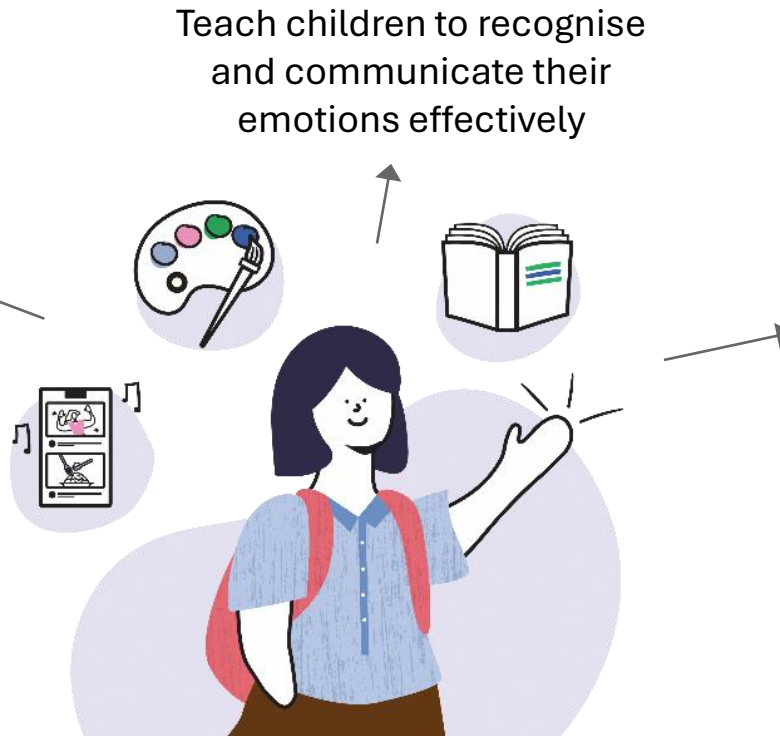 Teach children to recognise
and communicate their
emotions effectively